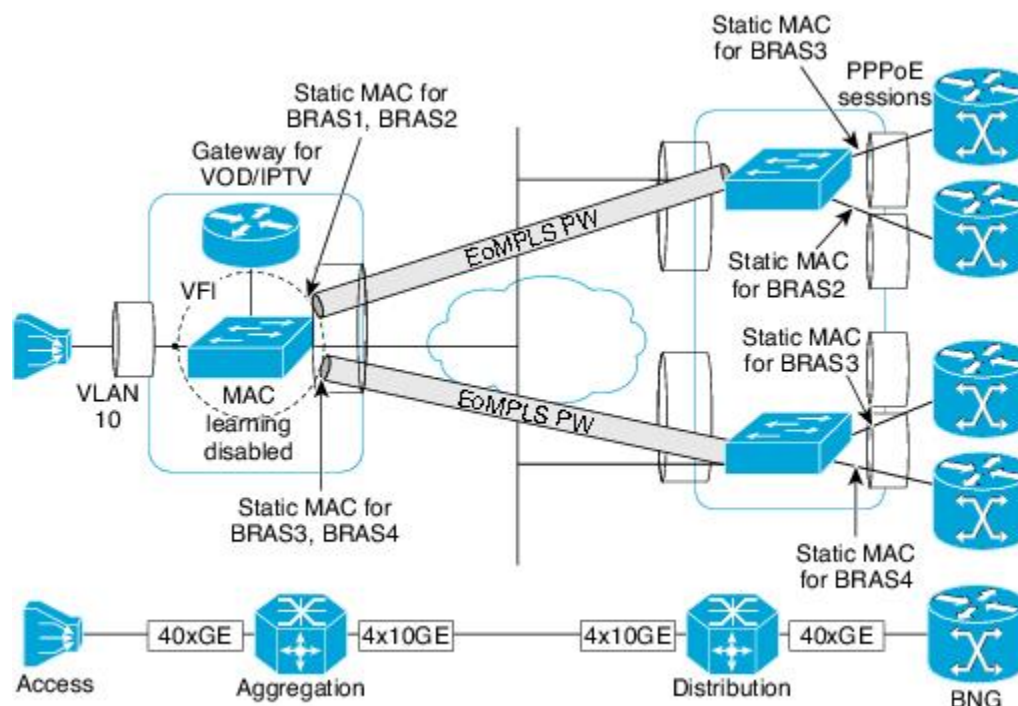 Static MAC
for BRAS3
PPPoE
sessions
Static MAC for
BRAS1, BRAS2
Gateway for
VOD/IPTV
EoMPLS PW
VFI
Static MAC
for BRAS2
VLAN
10
MAC
learning
disabled
EoMPLS PW
Static MAC
for BRAS3
Static MAC for
BRAS3, BRAS4
Static MAC
for BRAS4
40xGE
4x10GE
4x10GE
40xGE
Access
Aggregation
Distribution
BNG